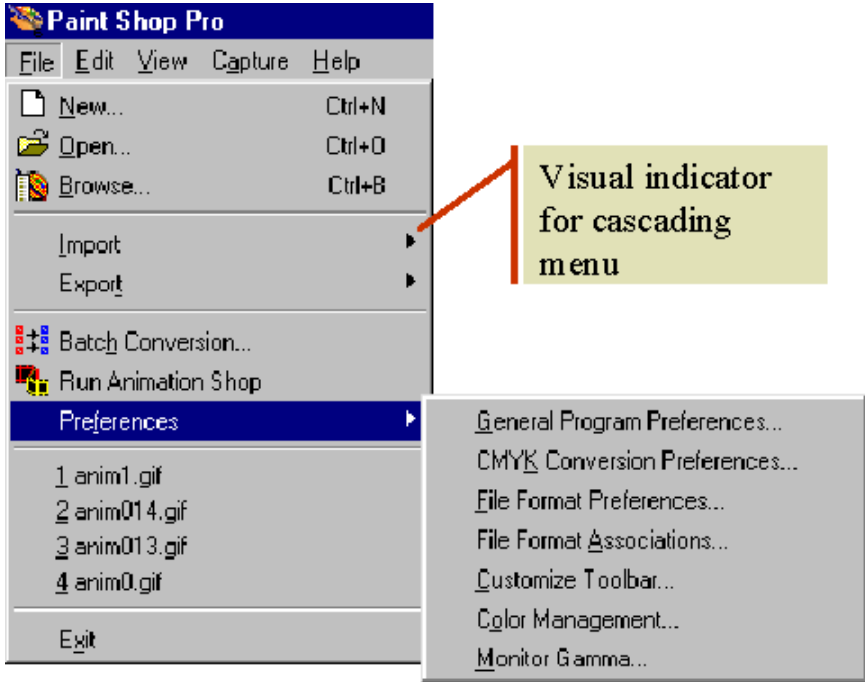 Paint Shop Pro
File Edit View Capture Help
New... Ctrl+N
Open... Ctrl+O
Browse... Ctrl+B
Import
Export
Batch Conversion...
Run Animation Shop
Preferences
1 anim1.gif
2 anim014.gif
3 anim013.gif
4 anim0.gif
Exit
Visual indicator
for cascading
menu
General Program Preferences...
CMYK Conversion Preferences...
File Format Preferences...
File Format Associations...
Customize Toolbar...
Color Management...
Monitor Gamma...